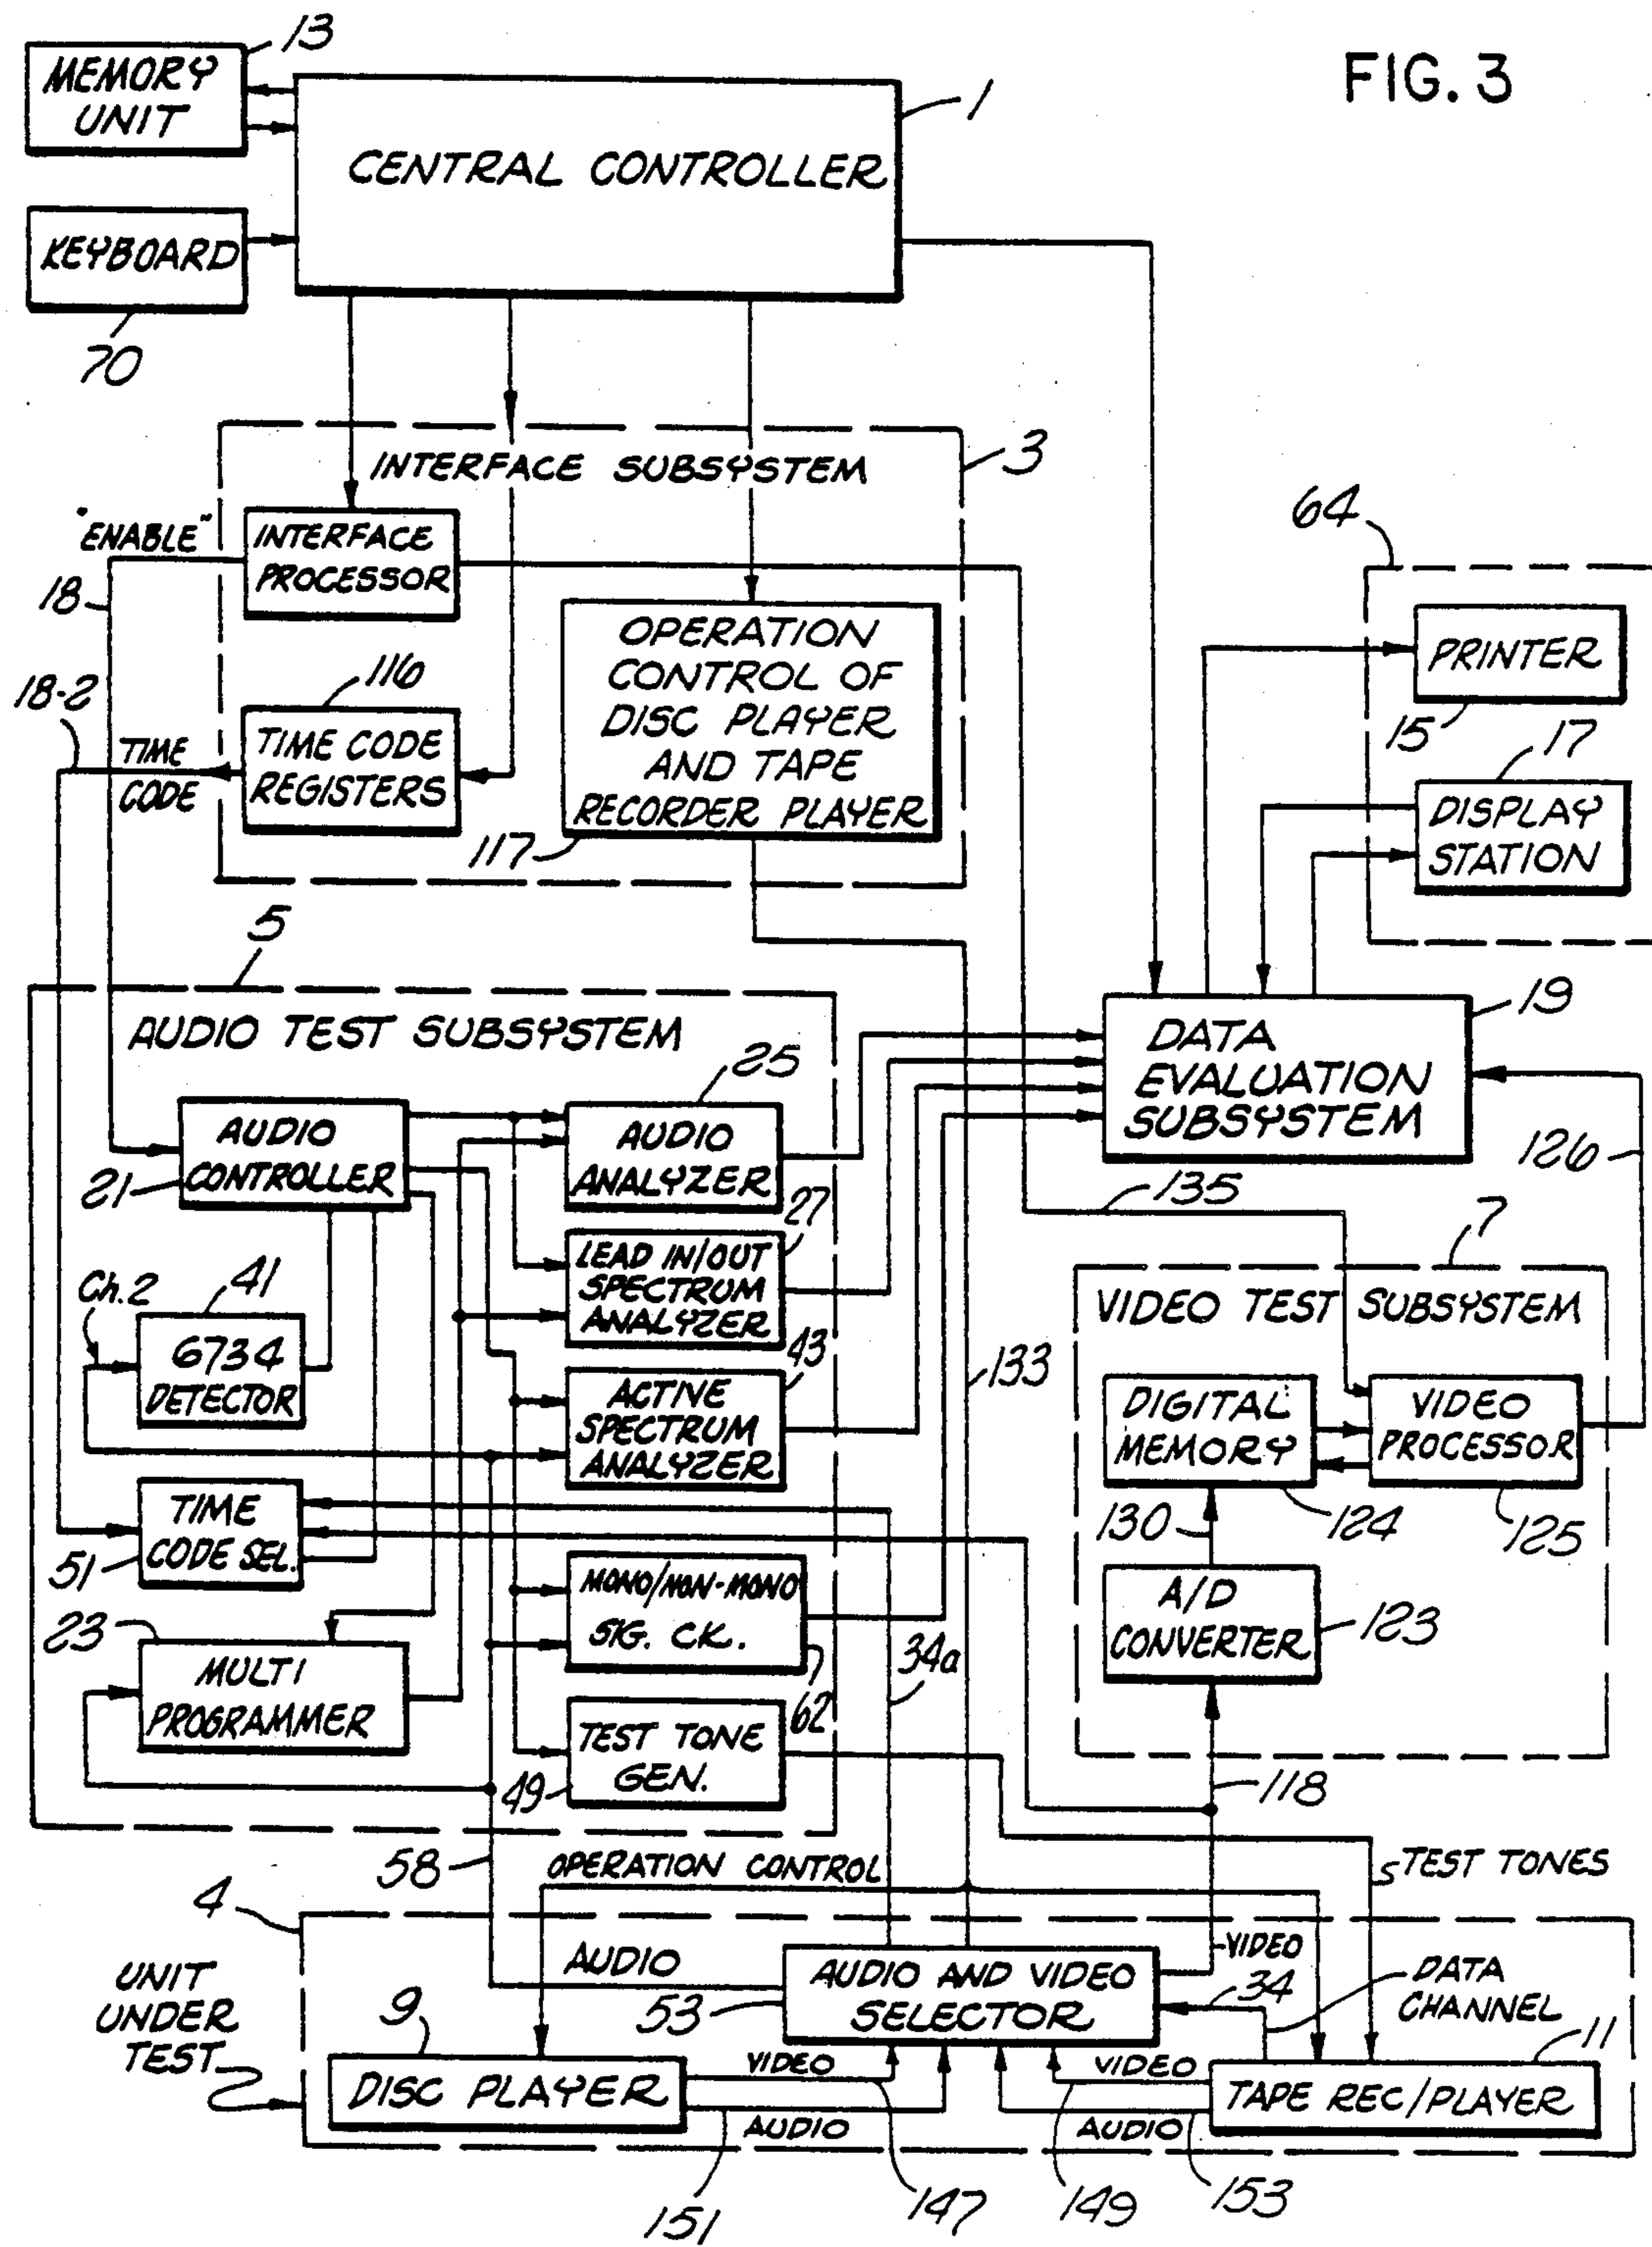 FIG. 3
13
MEMORY
UNIT
1
CENTRAL CONTROLLER
KEYBOARD
70
INTERFACE SUBSYSTEM
3
"ENABLE"
18
INTERFACE
PROCESSOR
OPERATION
CONTROL OF
DISC PLAYER
AND TAPE
RECORDER PLAYER
117
18-2
TIME
CODE
116
TIME CODE
REGISTERS
64
PRINTER
15
17
DISPLAY
STATION
5
AUDIO TEST SUBSYSTEM
19
DATA
EVALUATION
SUBSYSTEM
126
AUDIO
CONTROLLER
21
25
AUDIO
ANALYZER
135
27
LEAD IN/OUT
SPECTRUM
ANALYZER
7
VIDEO TEST SUBSYSTEM
Ch.2
41
6734
DETECTOR
43
ACTIVE
SPECTRUM
ANALYZER
133
DIGITAL
MEMORY
124
VIDEO
PROCESSOR
125
130
TIME
CODE SEL.
51
MONO/NON-MONO
SIG. CK.
62
34a
A/D
CONVERTER
123
23
MULTI
PROGRAMMER
TEST TONE
GEN.
49
118
58
OPERATION CONTROL
S TEST TONES
4
UNIT
UNDER
TEST
AUDIO
AUDIO AND VIDEO
SELECTOR
53
VIDEO
34
DATA
CHANNEL
9
DISC PLAYER
VIDEO
AUDIO
VIDEO
AUDIO
11
TAPE REC/PLAYER
151
147
149
153